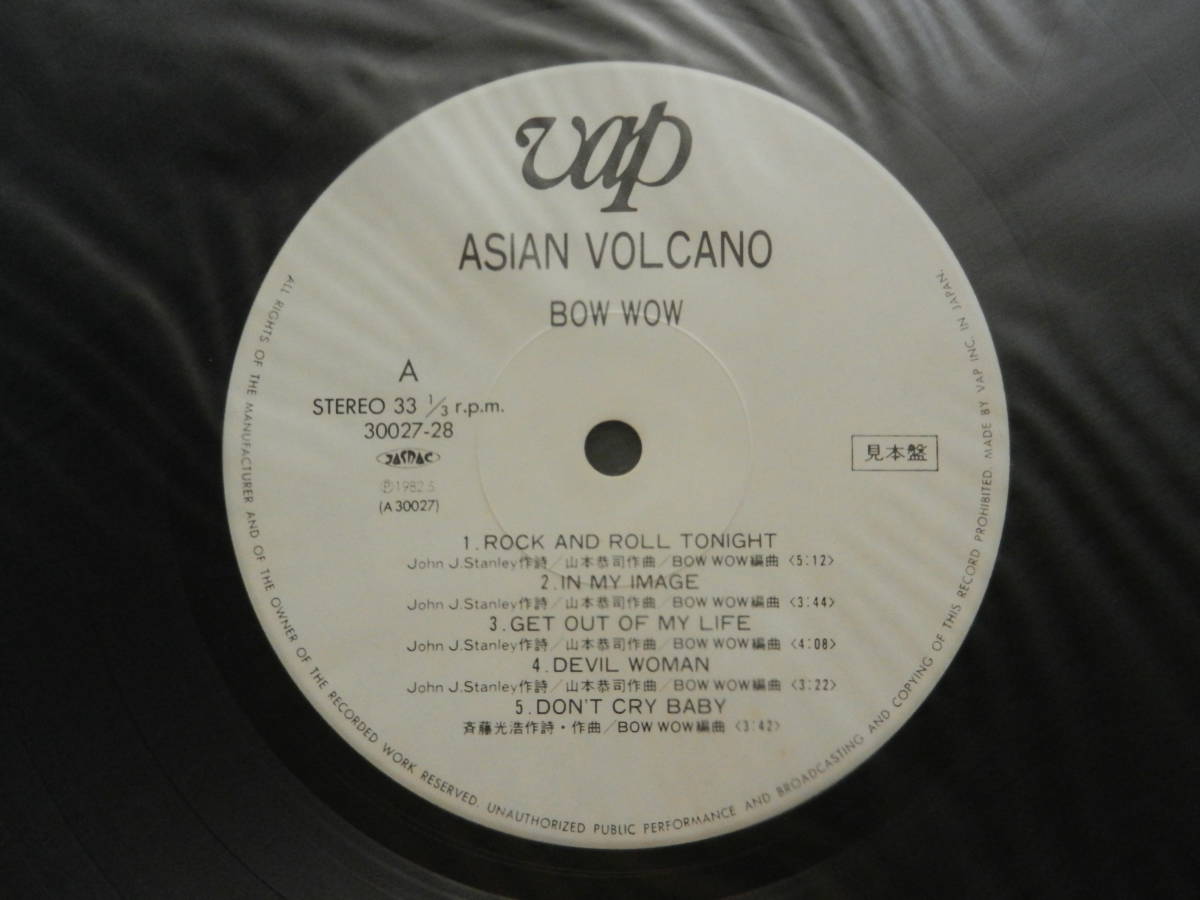 vap
ASIAN VOLCANO
BOW WOW
A
STEREO 33 1/3 r.p.m.
30027-28
JASRAC
Ⓟ1982.5
(A30027)
見本盤
1.ROCK AND ROLL TONIGHT
John J.Stanley作詩/山本恭司作曲/BOW WOW編曲 <5:12>
2.IN MY IMAGE
John J.Stanley作詩/山本恭司作曲/BOW WOW編曲 <3:44>
3.GET OUT OF MY LIFE
John J.Stanley作詩/山本恭司作曲/BOW WOW編曲 <4:08>
4.DEVIL WOMAN
John J.Stanley作詩/山本恭司作曲/BOW WOW編曲 <3:22>
5.DON'T CRY BABY
斉藤光浩作詩・作曲/BOW WOW編曲 <3:42>
ALL RIGHTS OF THE MANUFACTURER AND OF THE OWNER OF THE RECORDED WORK RESERVED. UNAUTHORIZED PUBLIC PERFORMANCE AND BROADCASTING AND COPYING OF THIS RECORD PROHIBITED. MADE BY VAP INC. IN JAPAN.